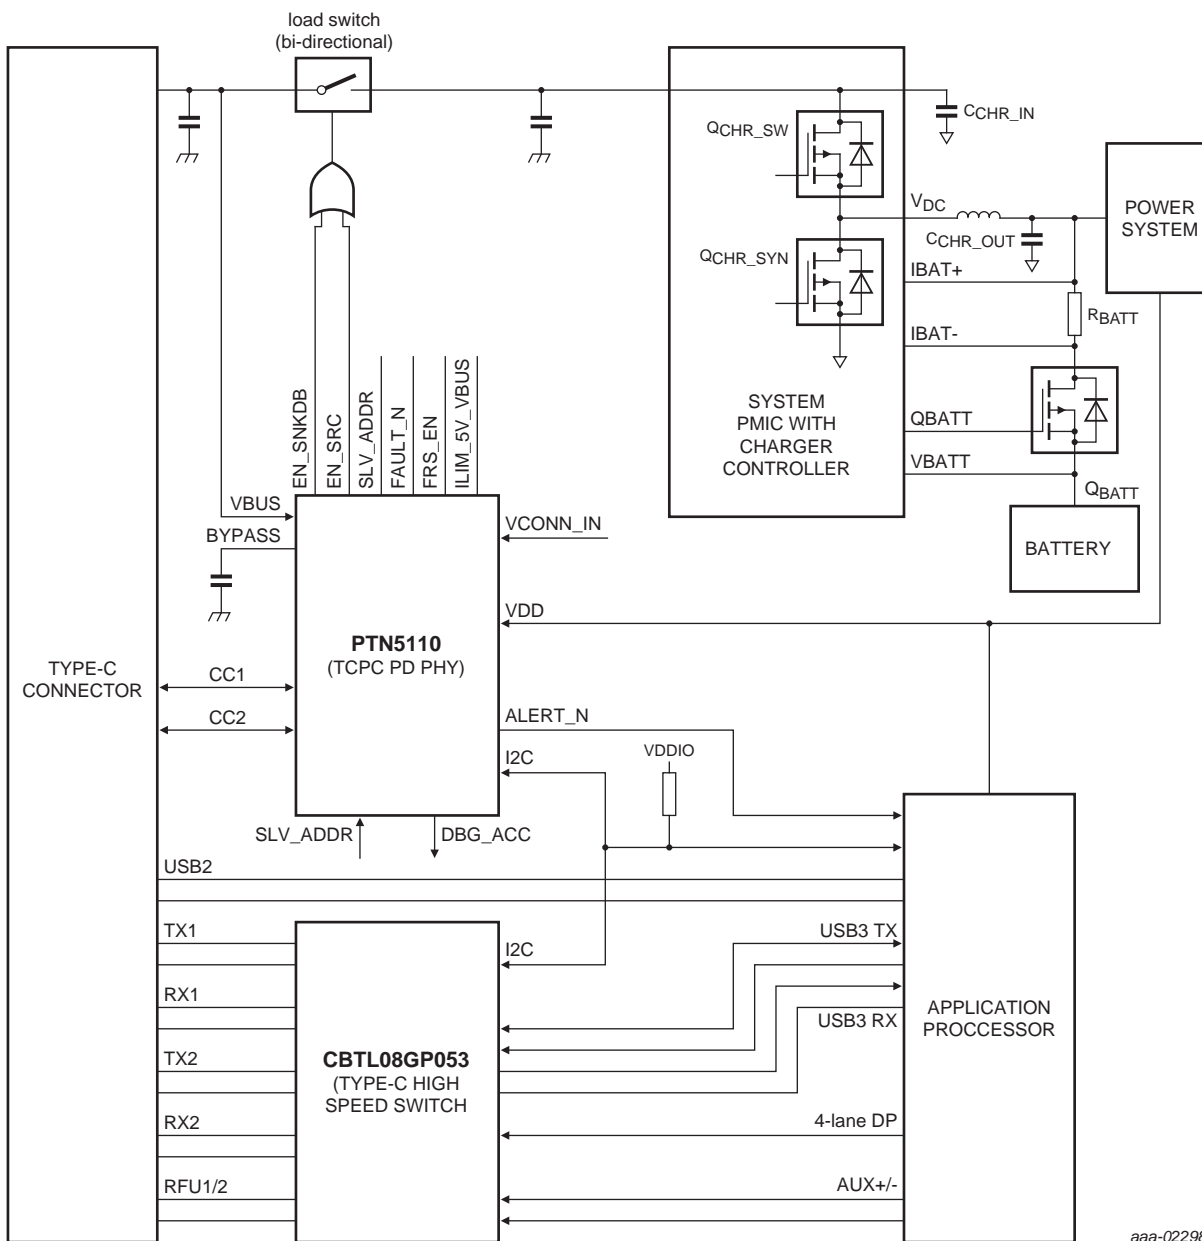 load switch
(bi-directional)
QCHR_SW
CCHR_IN
VDC
CCHR_OUT
POWER
SYSTEM
QCHR_SYN
IBAT+
RBATT
IBAT-
SYSTEM
PMIC WITH
CHARGER
CONTROLLER
QBATT
VBATT
QBATT
BATTERY
EN_SNKDB
EN_SRC
SLV_ADDR
FAULT_N
FRS_EN
ILIM_5V_VBUS
VBUS
BYPASS
VCONN_IN
VDD
PTN5110
(TCPC PD PHY)
TYPE-C
CONNECTOR
CC1
CC2
ALERT_N
I2C
VDDIO
SLV_ADDR
DBG_ACC
USB2
TX1
I2C
USB3 TX
RX1
USB3 RX
APPLICATION
PROCCESSOR
TX2
CBTL08GP053
(TYPE-C HIGH
SPEED SWITCH
RX2
4-lane DP
RFU1/2
AUX+/-